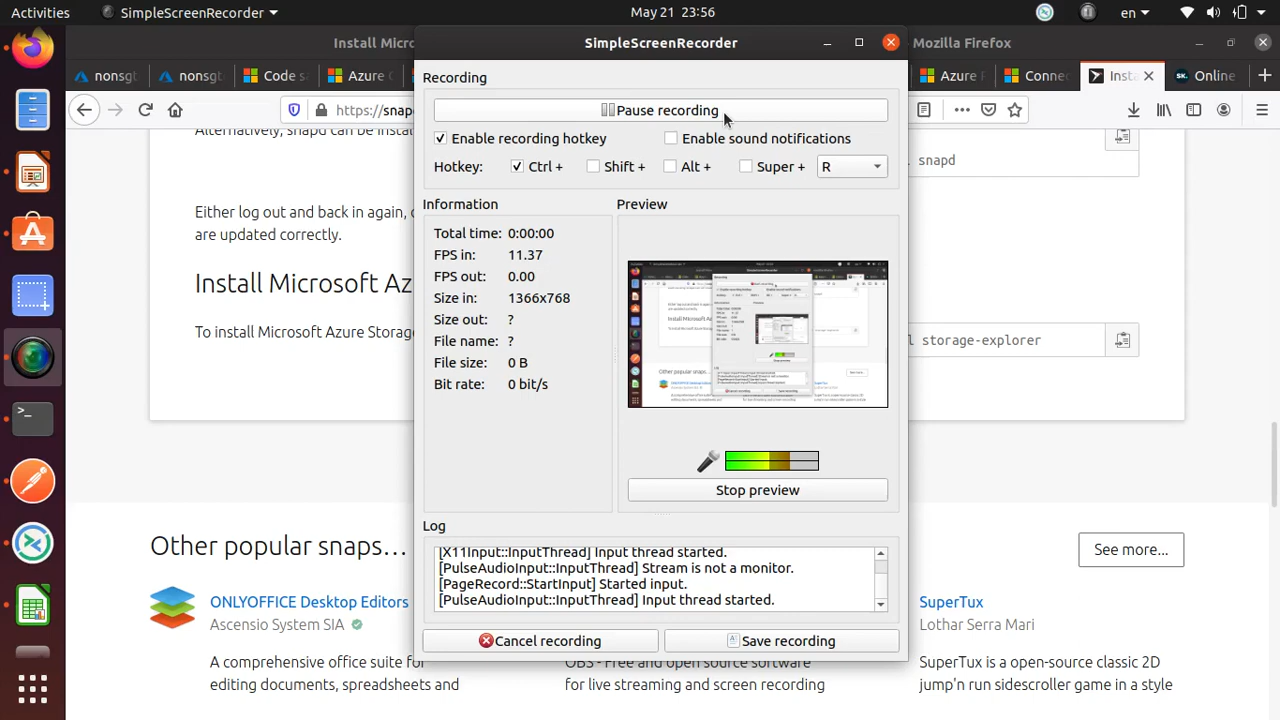 Activities
SimpleScreenRecorder
May 21 23:56
en
Install Micro
SimpleScreenRecorder
Mozilla Firefox
nonsgt
nonsgt
Code sa
Azure C
Azure P
Conne
Insta
SK.
Online
https://snap
Recording
Pause recording
Enable recording hotkey
Enable sound notifications
Hotkey:
Ctrl +
Shift +
Alt +
Super +
R
Information
Preview
Total time: 0:00:00
FPS in: 11.37
FPS out: 0.00
Size in: 1366x768
Size out: ?
File name: ?
File size: 0 B
Bit rate: 0 bit/s
Stop preview
Log
[X11Input::InputThread] Input thread started.
[PulseAudioInput::InputThread] Stream is not a monitor.
[PageRecord::StartInput] Started input.
[PulseAudioInput::InputThread] Input thread started.
Cancel recording
Save recording
Alternatively, snapd can be install
snapd
Either log out and back in again, o
are updated correctly.
Install Microsoft Az
To install Microsoft Azure Storag
l storage-explorer
Other popular snaps…
See more...
ONLYOFFICE Desktop Editors
Ascensio System SIA
A comprehensive office suite for
editing documents, spreadsheets and
OBS - Free and open source software
for live streaming and screen recording
SuperTux
Lothar Serra Mari
SuperTux is a open-source classic 2D
jump'n run sidescroller game in a style